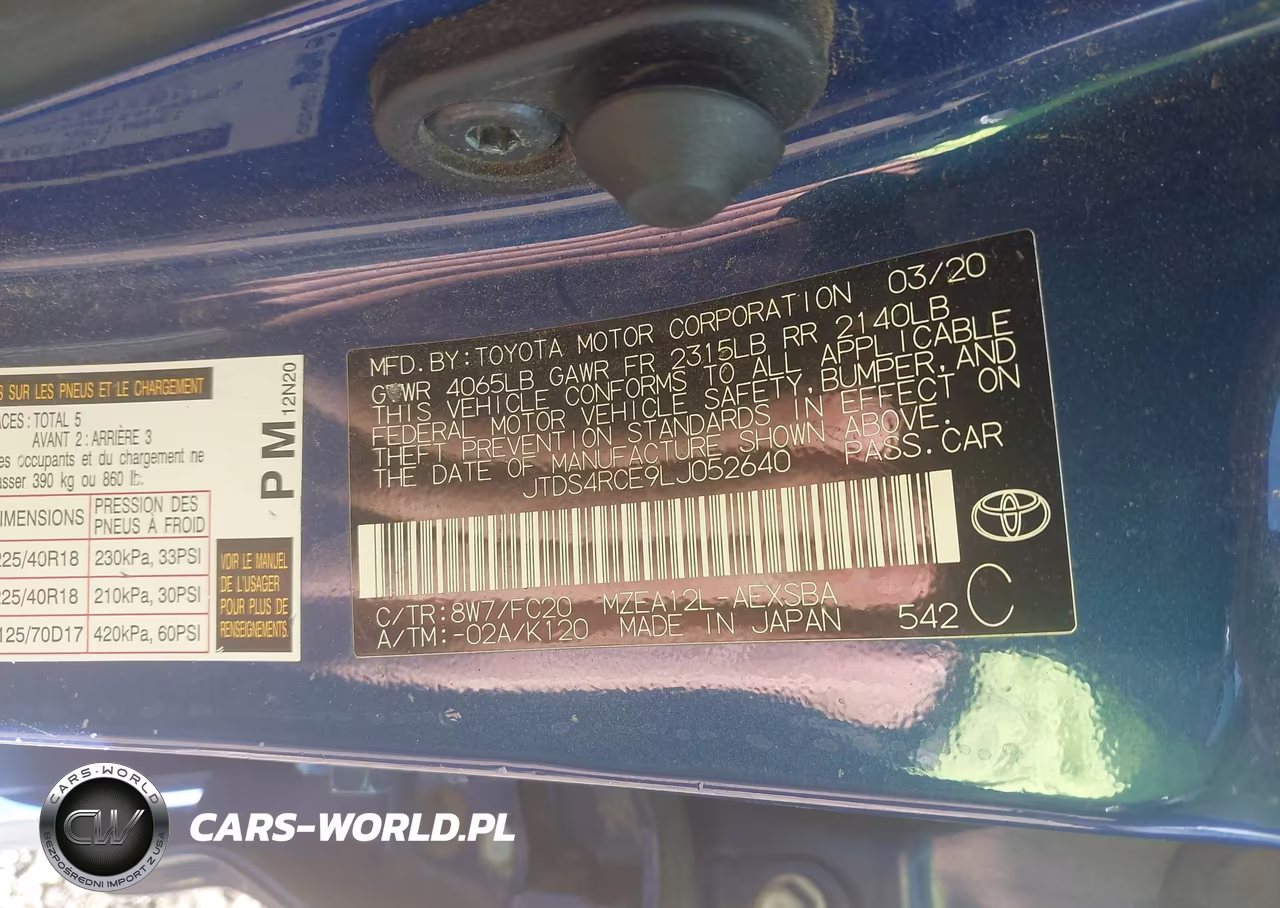 S SUR LES PNEUS ET LE CHARGEMENT
ACES: TOTAL 5
AVANT 2: ARRIÈRE 3
es occupants et du chargement ne
asser 390 kg ou 860 lb.
IMENSIONS PRESSION DES PNEUS À FROID
225/40R18 230kPa, 33PSI
225/40R18 210kPa, 30PSI
125/70D17 420kPa, 60PSI
PM 12N20
VOIR LE MANUEL
DE L'USAGER
POUR PLUS DE
RENSEIGNEMENTS.
MFD.BY:TOYOTA MOTOR CORPORATION 03/20
GVWR 4065LB GAWR FR 2315LB RR 2140LB
THIS VEHICLE CONFORMS TO ALL APPLICABLE
FEDERAL MOTOR VEHICLE SAFETY,BUMPER,AND
THEFT PREVENTION STANDARDS IN EFFECT ON
THE DATE OF MANUFACTURE SHOWN ABOVE.
JTDS4RCE9LJ052640 PASS.CAR
C/TR:8W7/FC20 MZEA12L-AEXSBA
A/TM:-02A/K120 MADE IN JAPAN 542 C
CARS-WORLD
CW
BEZPOŚREDNI IMPORT Z USA
CARS-WORLD.PL